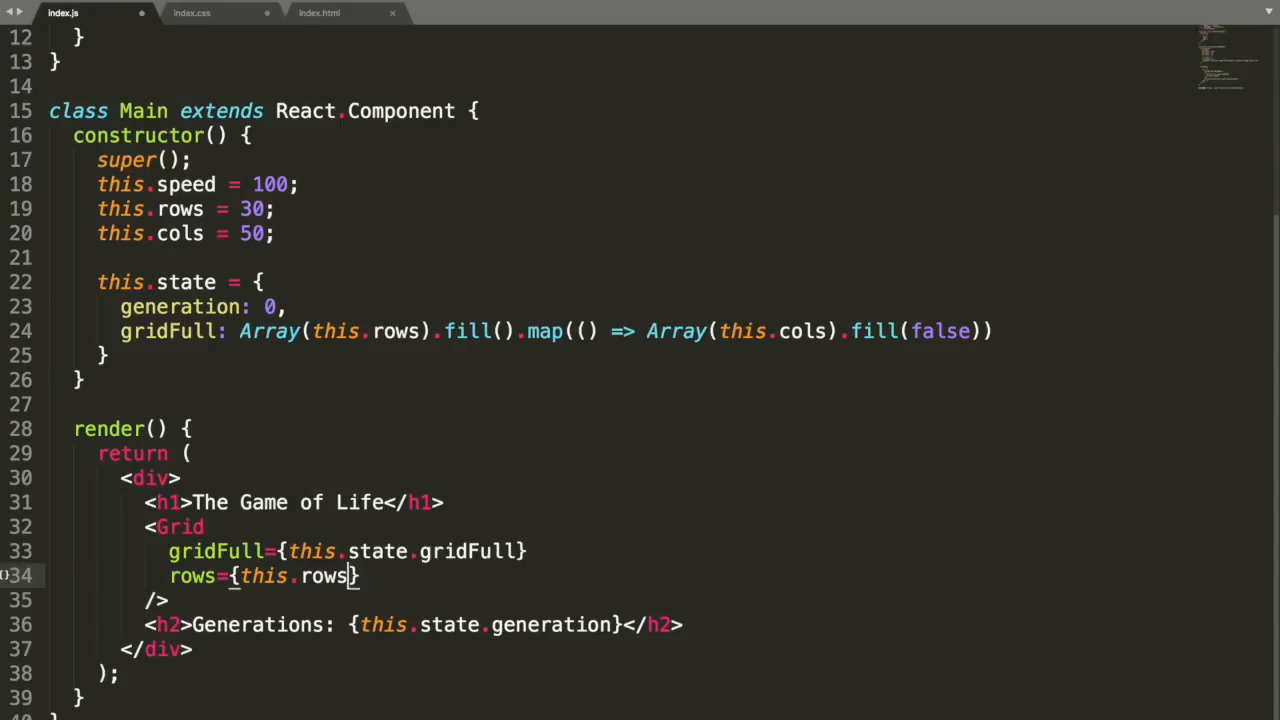 index.js
index.css
index.html
12 }
13 }
14
15 class Main extends React.Component {
16 constructor() {
17 super();
18 this.speed = 100;
19 this.rows = 30;
20 this.cols = 50;
21
22 this.state = {
23 generation: 0,
24 gridFull: Array(this.rows).fill().map(() => Array(this.cols).fill(false))
25 }
26 }
27
28 render() {
29 return (
30 <div>
31 <h1>The Game of Life</h1>
32 <Grid
33 gridFull={this.state.gridFull}
{}34 rows={this.rows}
35 />
36 <h2>Generations: {this.state.generation}</h2>
37 </div>
38 );
39 }
40 }